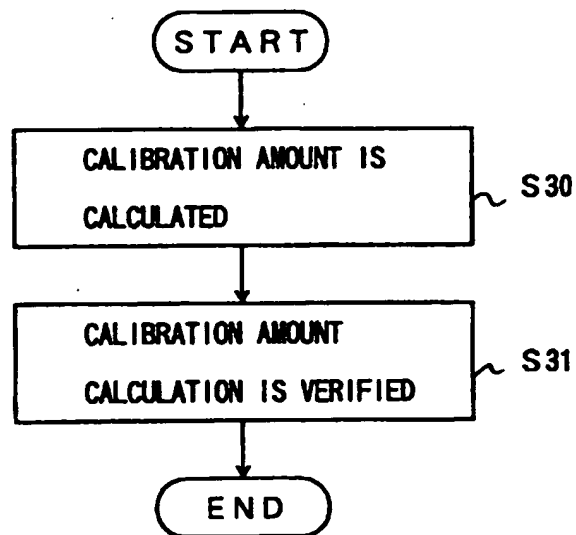 START
CALIBRATION AMOUNT IS
CALCULATED
S30
CALIBRATION AMOUNT
CALCULATION IS VERIFIED
S31
END